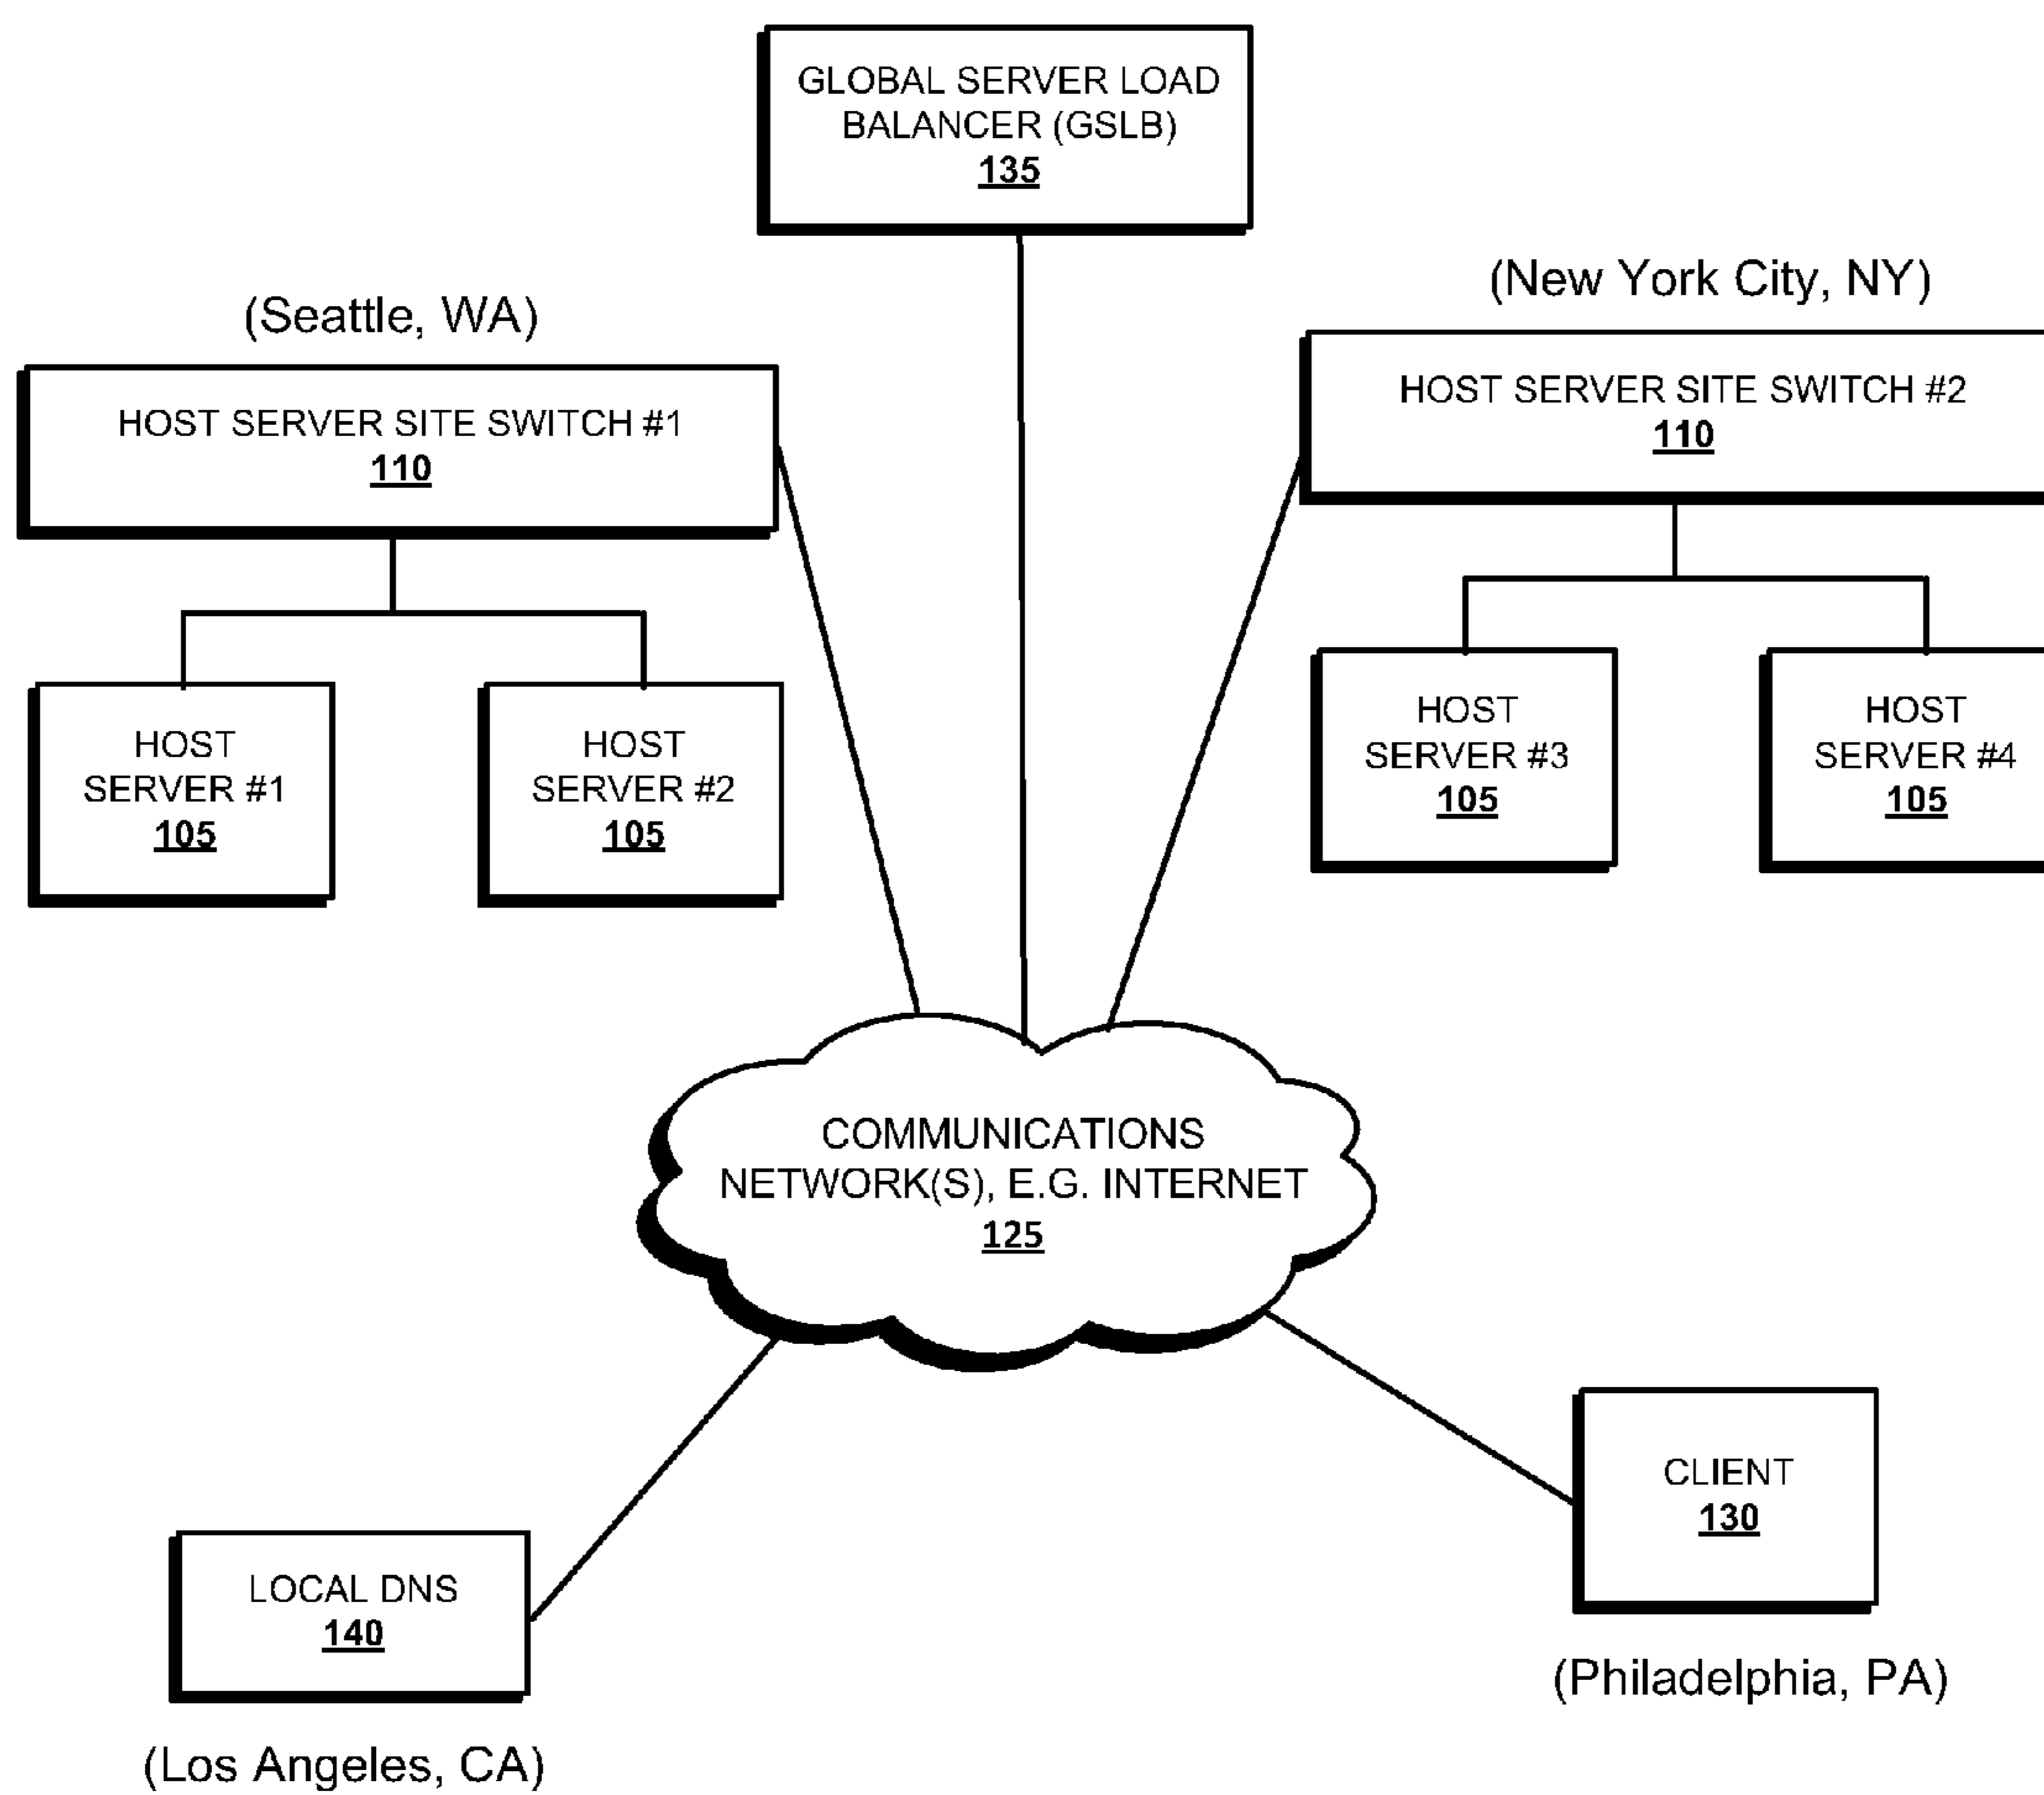 GLOBAL SERVER LOAD
BALANCER (GSLB)
135
(Seattle, WA)
(New York City, NY)
HOST SERVER SITE SWITCH #1
110
HOST SERVER SITE SWITCH #2
110
HOST
SERVER #1
105
HOST
SERVER #2
105
HOST
SERVER #3
105
HOST
SERVER #4
105
COMMUNICATIONS
NETWORK(S), E.G. INTERNET
125
CLIENT
130
(Philadelphia, PA)
LOCAL DNS
140
(Los Angeles, CA)